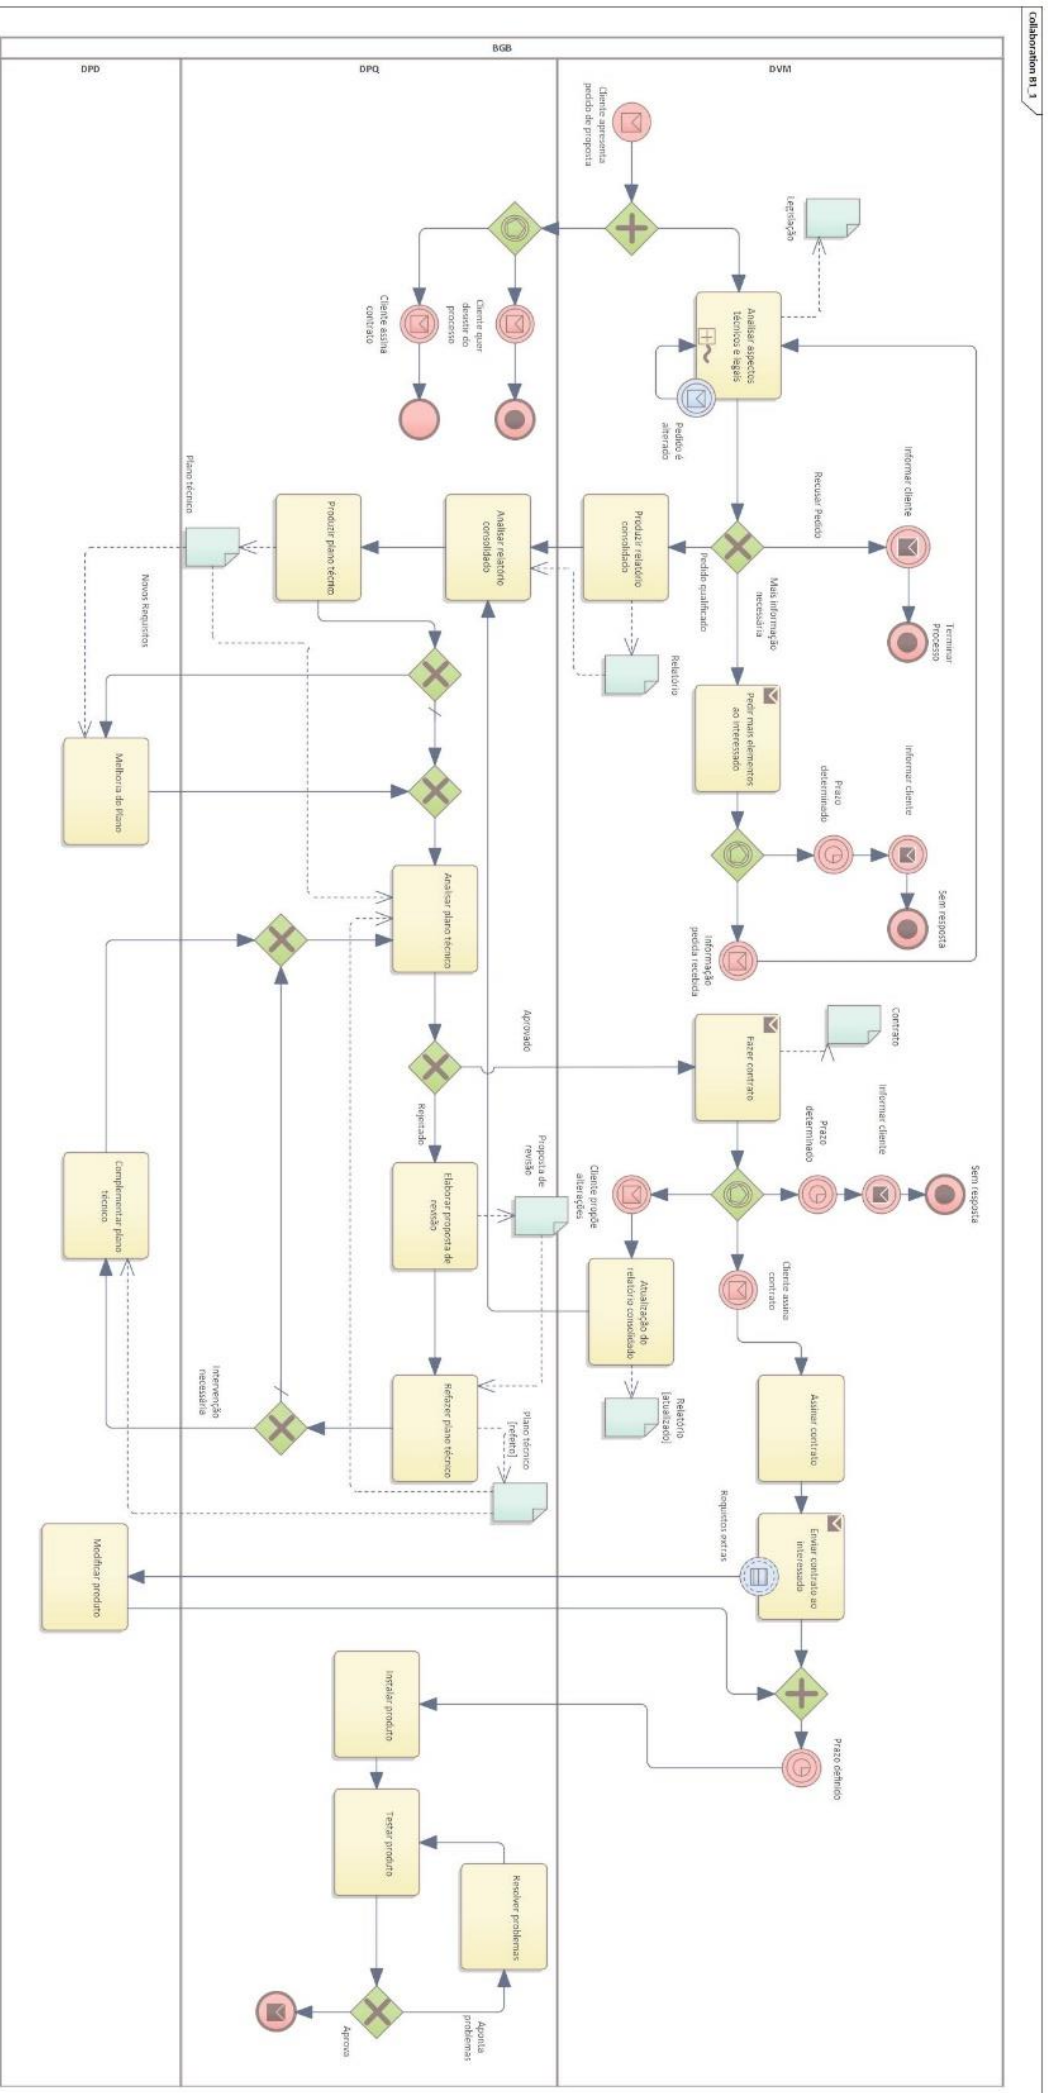 Collaboration B1_1
BGB
DVM
DPQ
DPD
Cliente apresenta
pedido de proposta
Legislação
Analisar aspectos
técnicos e legais
Pedido é
alterado
Cliente quer
desistir do
processo
Cliente assina
contrato
Recusar Pedido
Informar cliente
Terminar
Processo
Mais informação
necessária
Pedido qualificado
Pedir mais elementos
ao interessado
Prazo
determinado
Informar cliente
Sem resposta
Informação
pedida recebida
Produzir relatório
consolidado
Relatório
Analisar relatório
consolidado
Produzir plano técnico
Plano técnico
Novos Requisitos
Melhoria do Plano
Analisar plano técnico
Aprovado
Rejeitado
Fazer contrato
Contrato
Prazo
determinado
Informar cliente
Sem resposta
Cliente propõe
alterações
Cliente assina
contrato
Atualização do
relatório consolidado
Relatório
[atualizado]
Elaborar proposta de
revisão
Proposta de
revisão
Refazer plano técnico
Plano técnico
[refeito]
Intervenção
necessária
Complementar plano
técnico
Assinar contrato
Enviar contrato ao
interessado
Requistos extras
Modificar produto
Prazo definido
Instalar produto
Testar produto
Resolver problemas
Aponta
problemas
Aprova